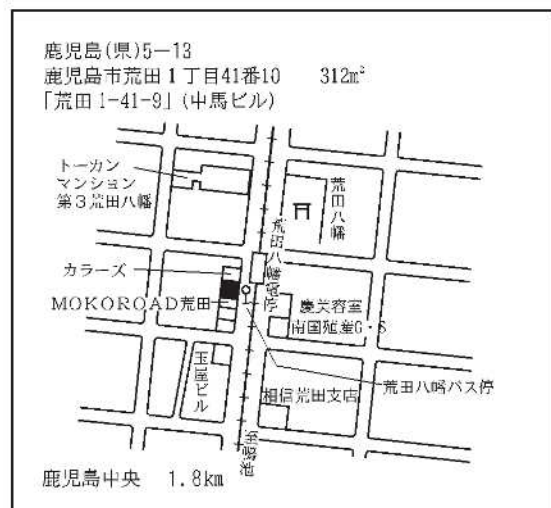 鹿児島(県)5−13
鹿児島市荒田1丁目41番10 312m²
「荒田1-41-9」(中馬ビル)
トーカン
マンション
第3荒田八幡
荒田八幡
荒田八幡電停
カラーズ
MOKOROAD荒田
慶美容室
南国殖産G・S
玉屋ビル
相信荒田支店
荒田八幡バス停
至鴨池
鹿児島中央 1.8km